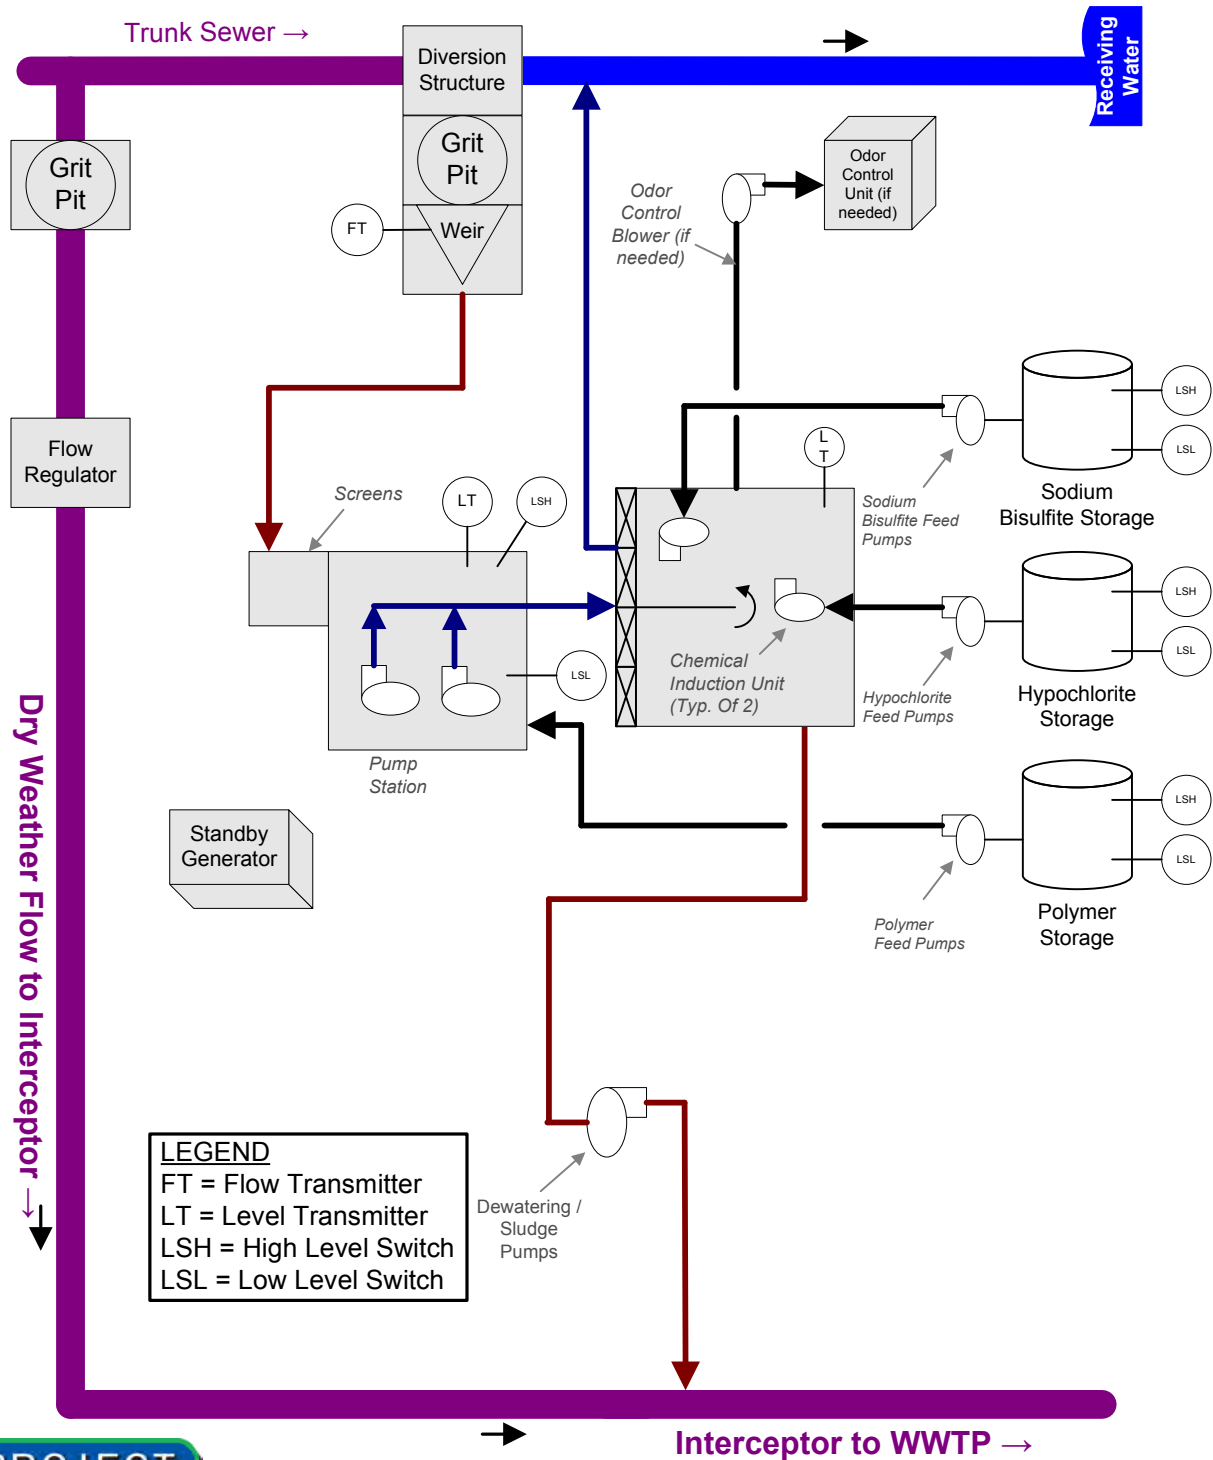 Trunk Sewer →
Diversion
Structure
Receiving
Water
Grit
Pit
Grit
Pit
Weir
FT
Odor
Control
Blower (if
needed)
Odor
Control
Unit (if
needed)
Flow
Regulator
Screens
LT
LSH
LSL
Pump
Station
L
T
Chemical
Induction Unit
(Typ. Of 2)
Sodium
Bisulfite Feed
Pumps
LSH
LSL
Sodium
Bisulfite Storage
Hypochlorite
Feed Pumps
LSH
LSL
Hypochlorite
Storage
Polymer
Feed Pumps
LSH
LSL
Polymer
Storage
Standby
Generator
Dry Weather Flow to Interceptor →
LEGEND
FT = Flow Transmitter
LT = Level Transmitter
LSH = High Level Switch
LSL = Low Level Switch
Dewatering /
Sludge
Pumps
Interceptor to WWTP →
PROJECT